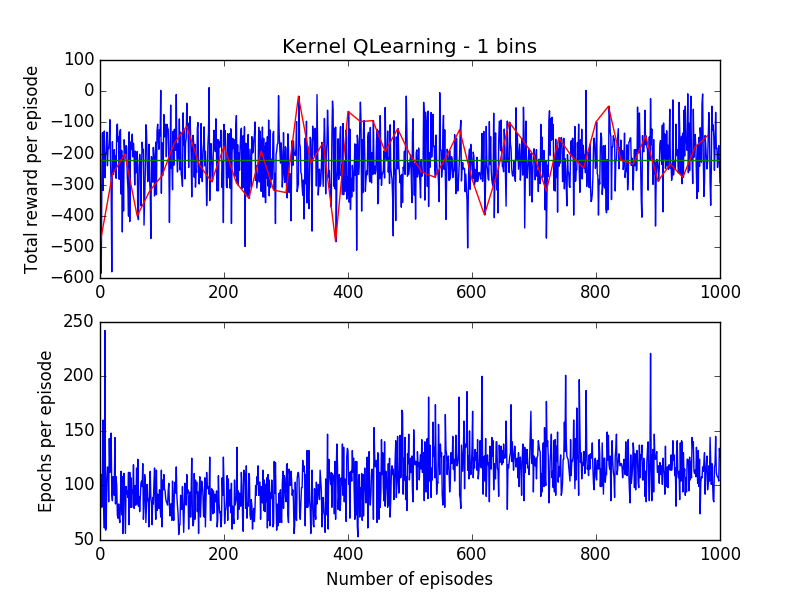 Kernel QLearning - 1 bins
Total reward per episode
100
0
−100
−200
−300
−400
−500
−600
0 200 400 600 800 1000
Epochs per episode
250
200
150
100
50
0 200 400 600 800 1000
Number of episodes